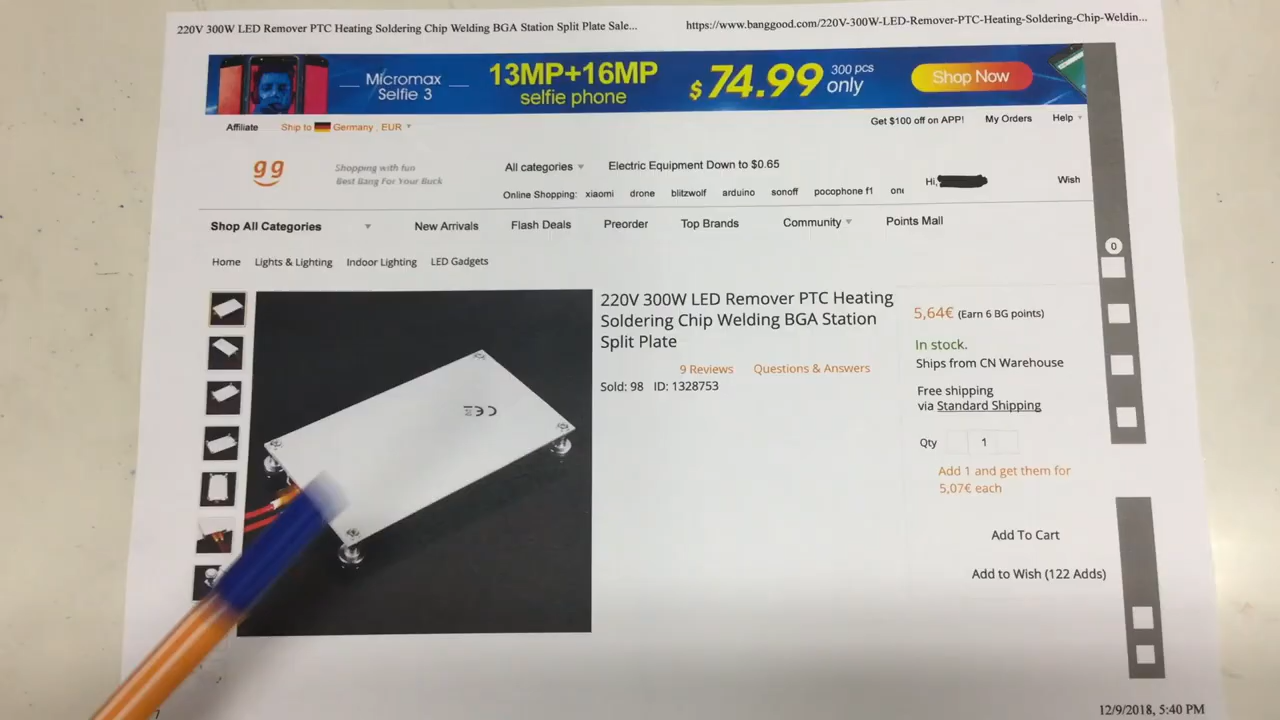 220V 300W LED Remover PTC Heating Soldering Chip Welding BGA Station Split Plate Sale...
https://www.banggood.com/220V-300W-LED-Remover-PTC-Heating-Soldering-Chip-Weldin...
Micromax
Selfie 3
13MP+16MP
selfie phone
$74.99
300 pcs
only
Shop Now
Affiliate
Ship to Germany , EUR
Get $100 off on APP!
My Orders
Help
gg
Shopping with fun
Best Bang For Your Buck
All categories
Electric Equipment Down to $0.65
Online Shopping: xiaomi drone blitzwolf arduino sonoff pocophone f1
Hi,
Wish
Shop All Categories
New Arrivals
Flash Deals
Preorder
Top Brands
Community
Points Mall
0
Home Lights & Lighting Indoor Lighting LED Gadgets
220V 300W LED Remover PTC Heating
Soldering Chip Welding BGA Station
Split Plate
9 Reviews Questions & Answers
Sold: 98 ID: 1328753
CE
5,64€ (Earn 6 BG points)
In stock.
Ships from CN Warehouse
Free shipping
via Standard Shipping
Qty 1
Add 1 and get them for
5,07€ each
Add To Cart
Add to Wish (122 Adds)
12/9/2018, 5:40 PM